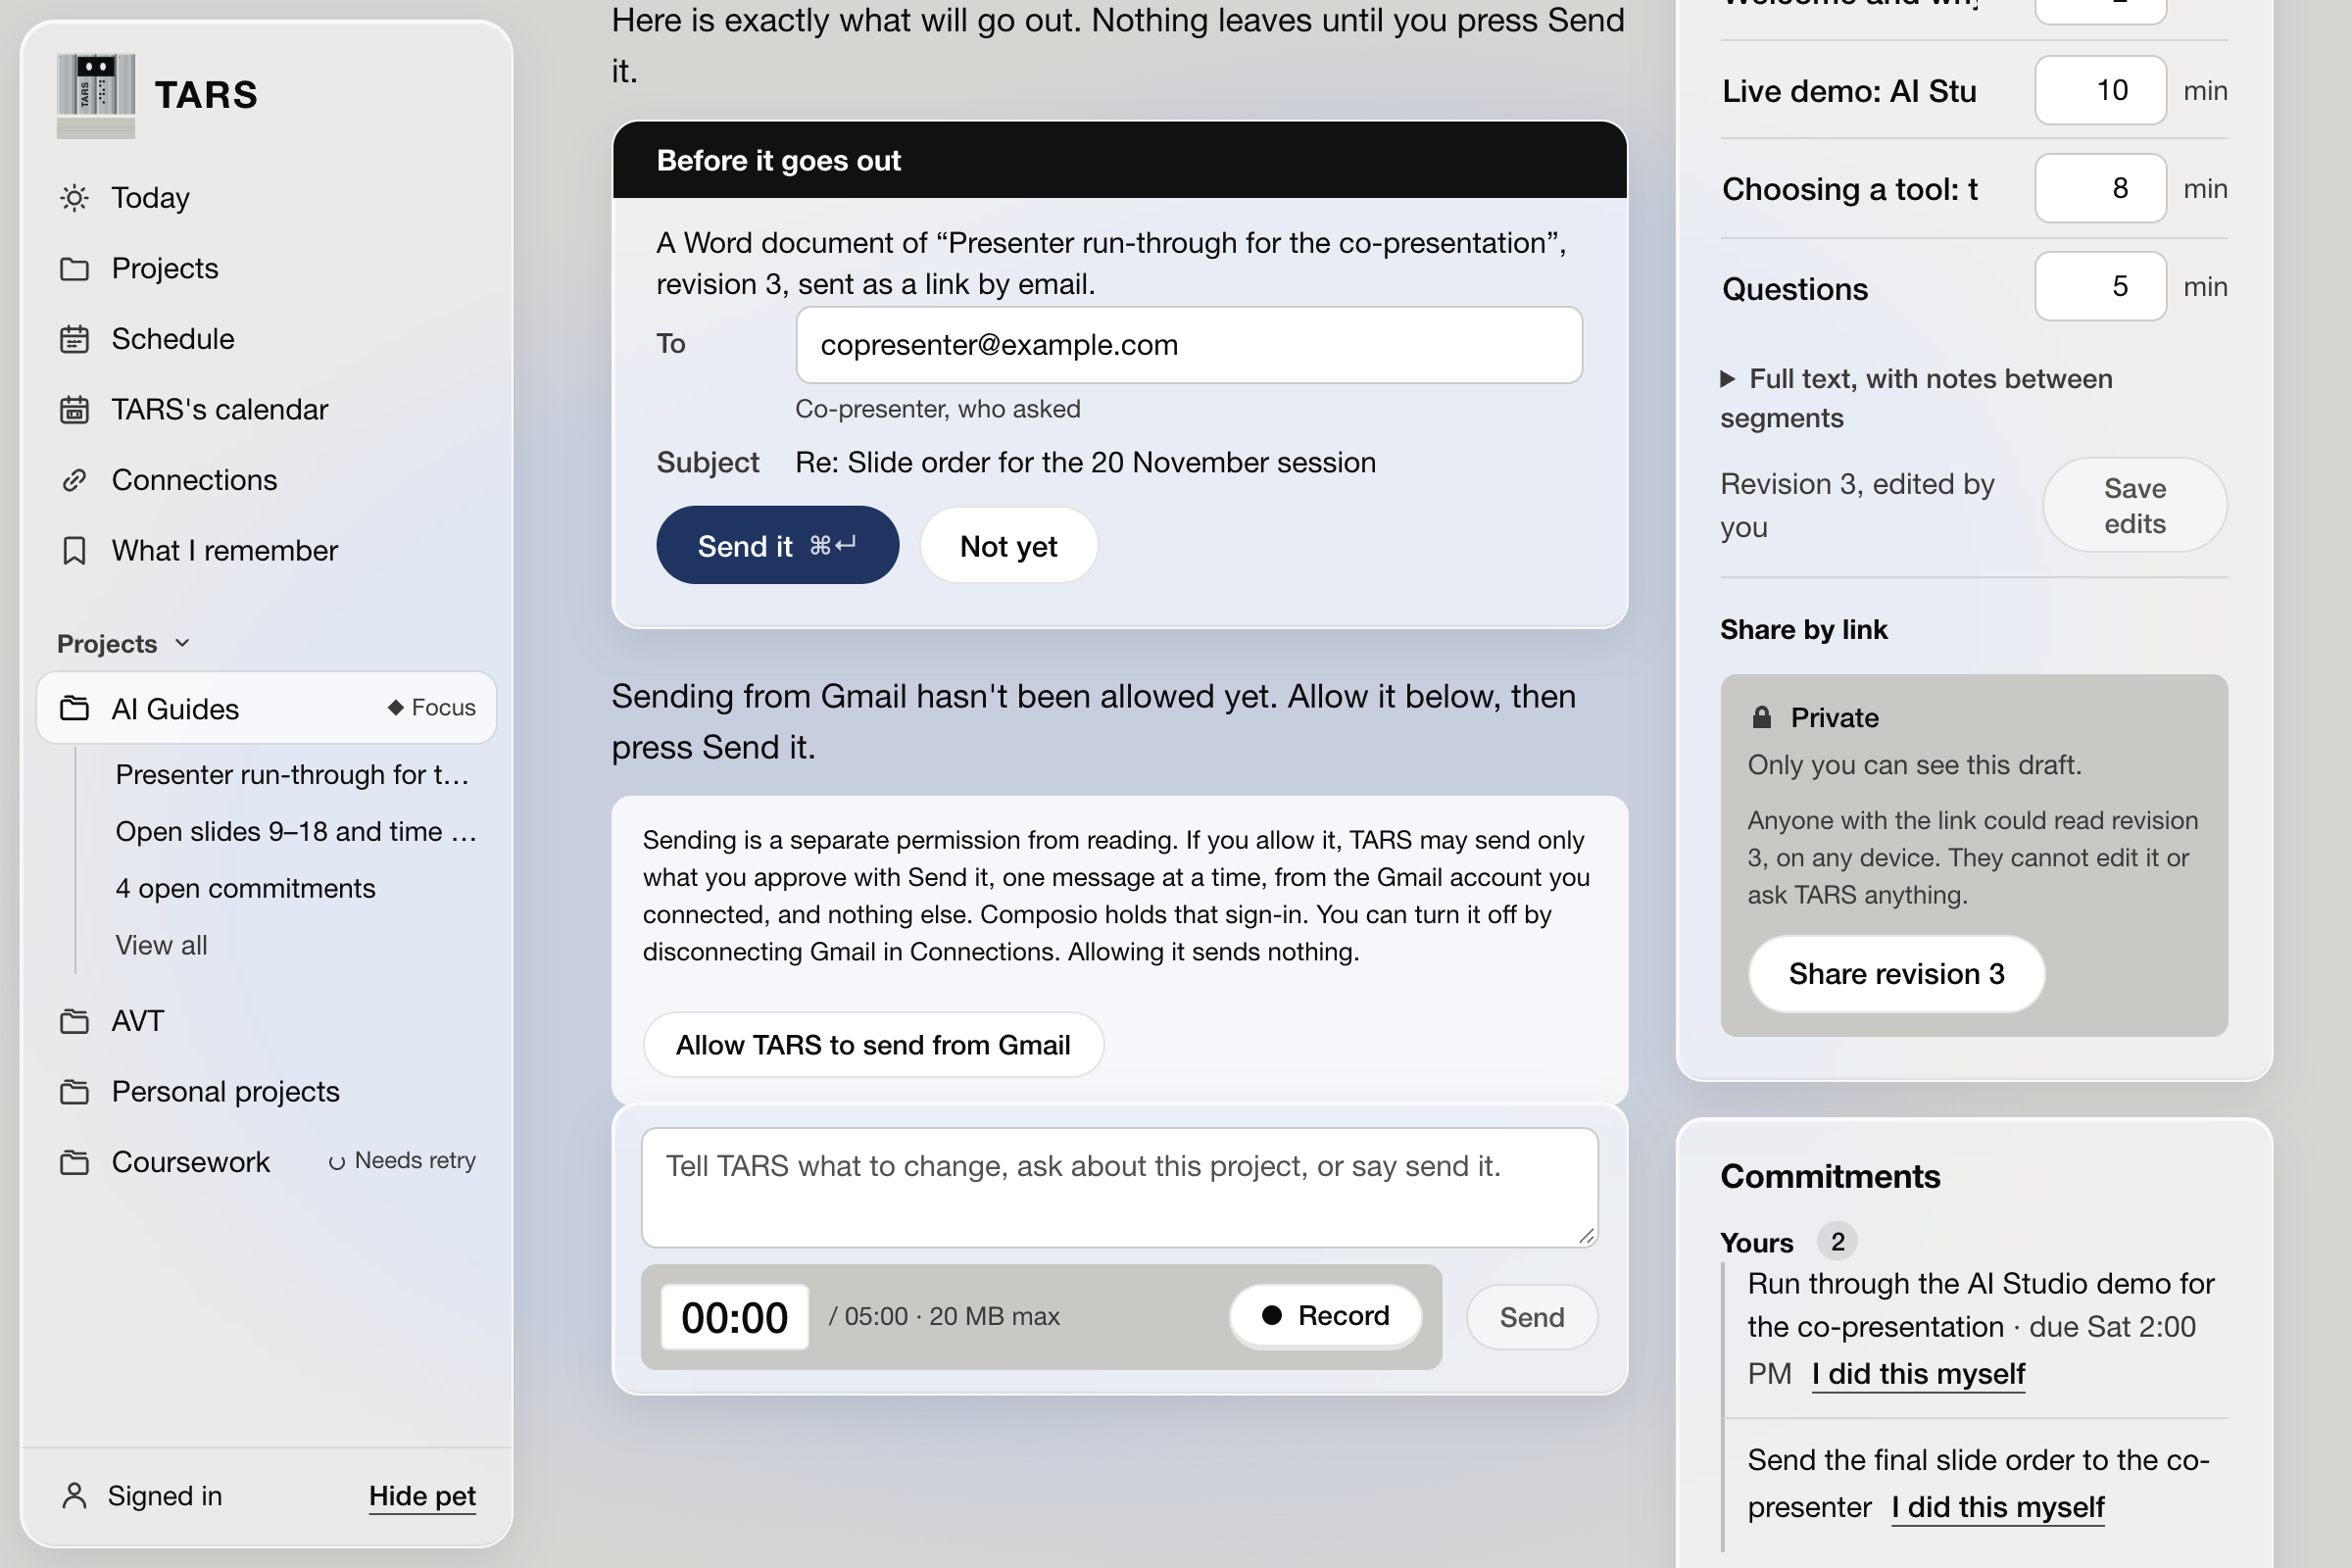 TARS
TARS
Today
Projects
Schedule
TARS's calendar
Connections
What I remember
Projects
AI Guides
Focus
Presenter run-through for t…
Open slides 9–18 and time …
4 open commitments
View all
AVT
Personal projects
Coursework
Needs retry
Signed in
Hide pet
Here is exactly what will go out. Nothing leaves until you press Send
it.
Before it goes out
A Word document of “Presenter run-through for the co-presentation”,
revision 3, sent as a link by email.
To
copresenter@example.com
Co-presenter, who asked
Subject
Re: Slide order for the 20 November session
Send it ⌘↵
Not yet
Sending from Gmail hasn't been allowed yet. Allow it below, then
press Send it.
Sending is a separate permission from reading. If you allow it, TARS may send only
what you approve with Send it, one message at a time, from the Gmail account you
connected, and nothing else. Composio holds that sign-in. You can turn it off by
disconnecting Gmail in Connections. Allowing it sends nothing.
Allow TARS to send from Gmail
Tell TARS what to change, ask about this project, or say send it.
00:00
/ 05:00 · 20 MB max
Record
Send
Welcome and
Live demo: AI Stu
10
min
Choosing a tool: t
8
min
Questions
5
min
Full text, with notes between
segments
Revision 3, edited by
you
Save
edits
Share by link
Private
Only you can see this draft.
Anyone with the link could read revision
3, on any device. They cannot edit it or
ask TARS anything.
Share revision 3
Commitments
Yours
2
Run through the AI Studio demo for
the co-presentation · due Sat 2:00
PM I did this myself
Send the final slide order to the co-
presenter I did this myself